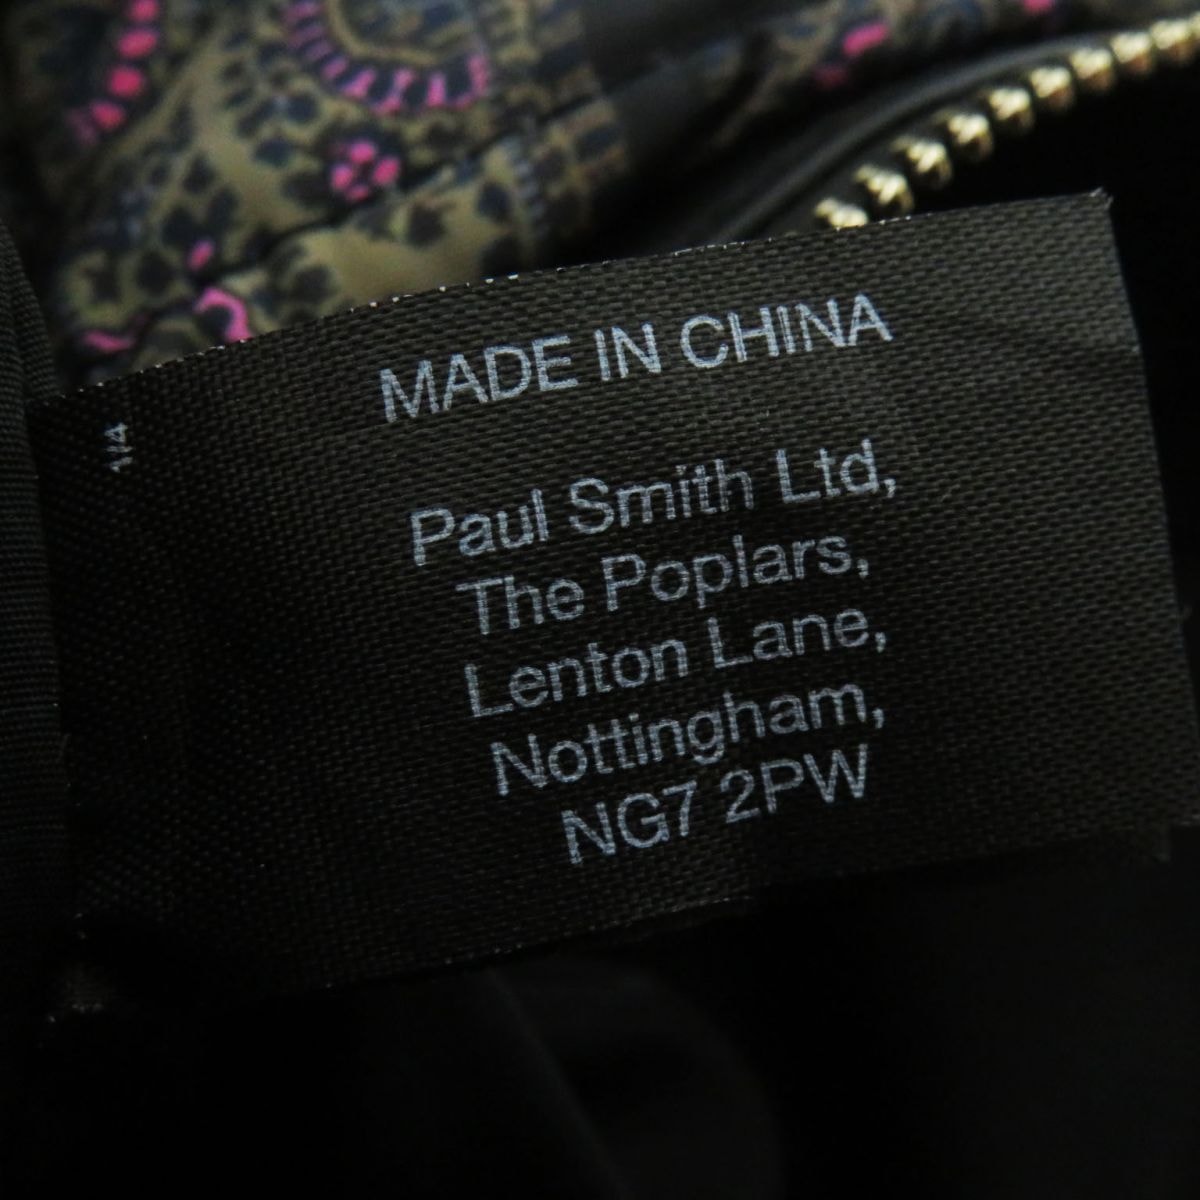 MADE IN CHINA
Paul Smith Ltd,
The Poplars,
Lenton Lane,
Nottingham,
NG7 2PW